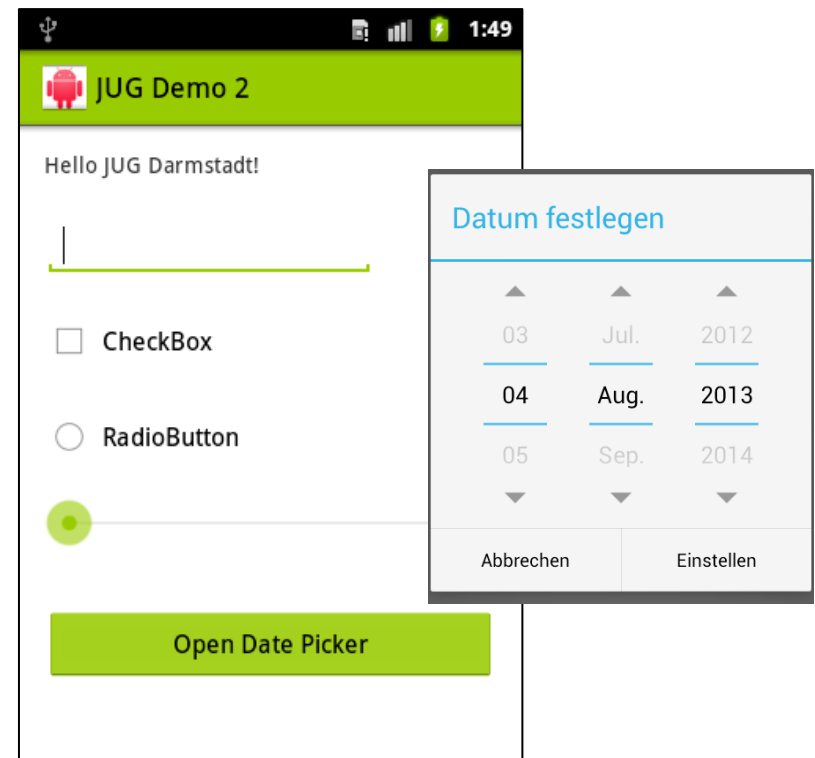 1:49
JUG Demo 2
Hello JUG Darmstadt!
CheckBox
RadioButton
Open Date Picker
Datum festlegen
03 Jul. 2012
04 Aug. 2013
05 Sep. 2014
Abbrechen Einstellen